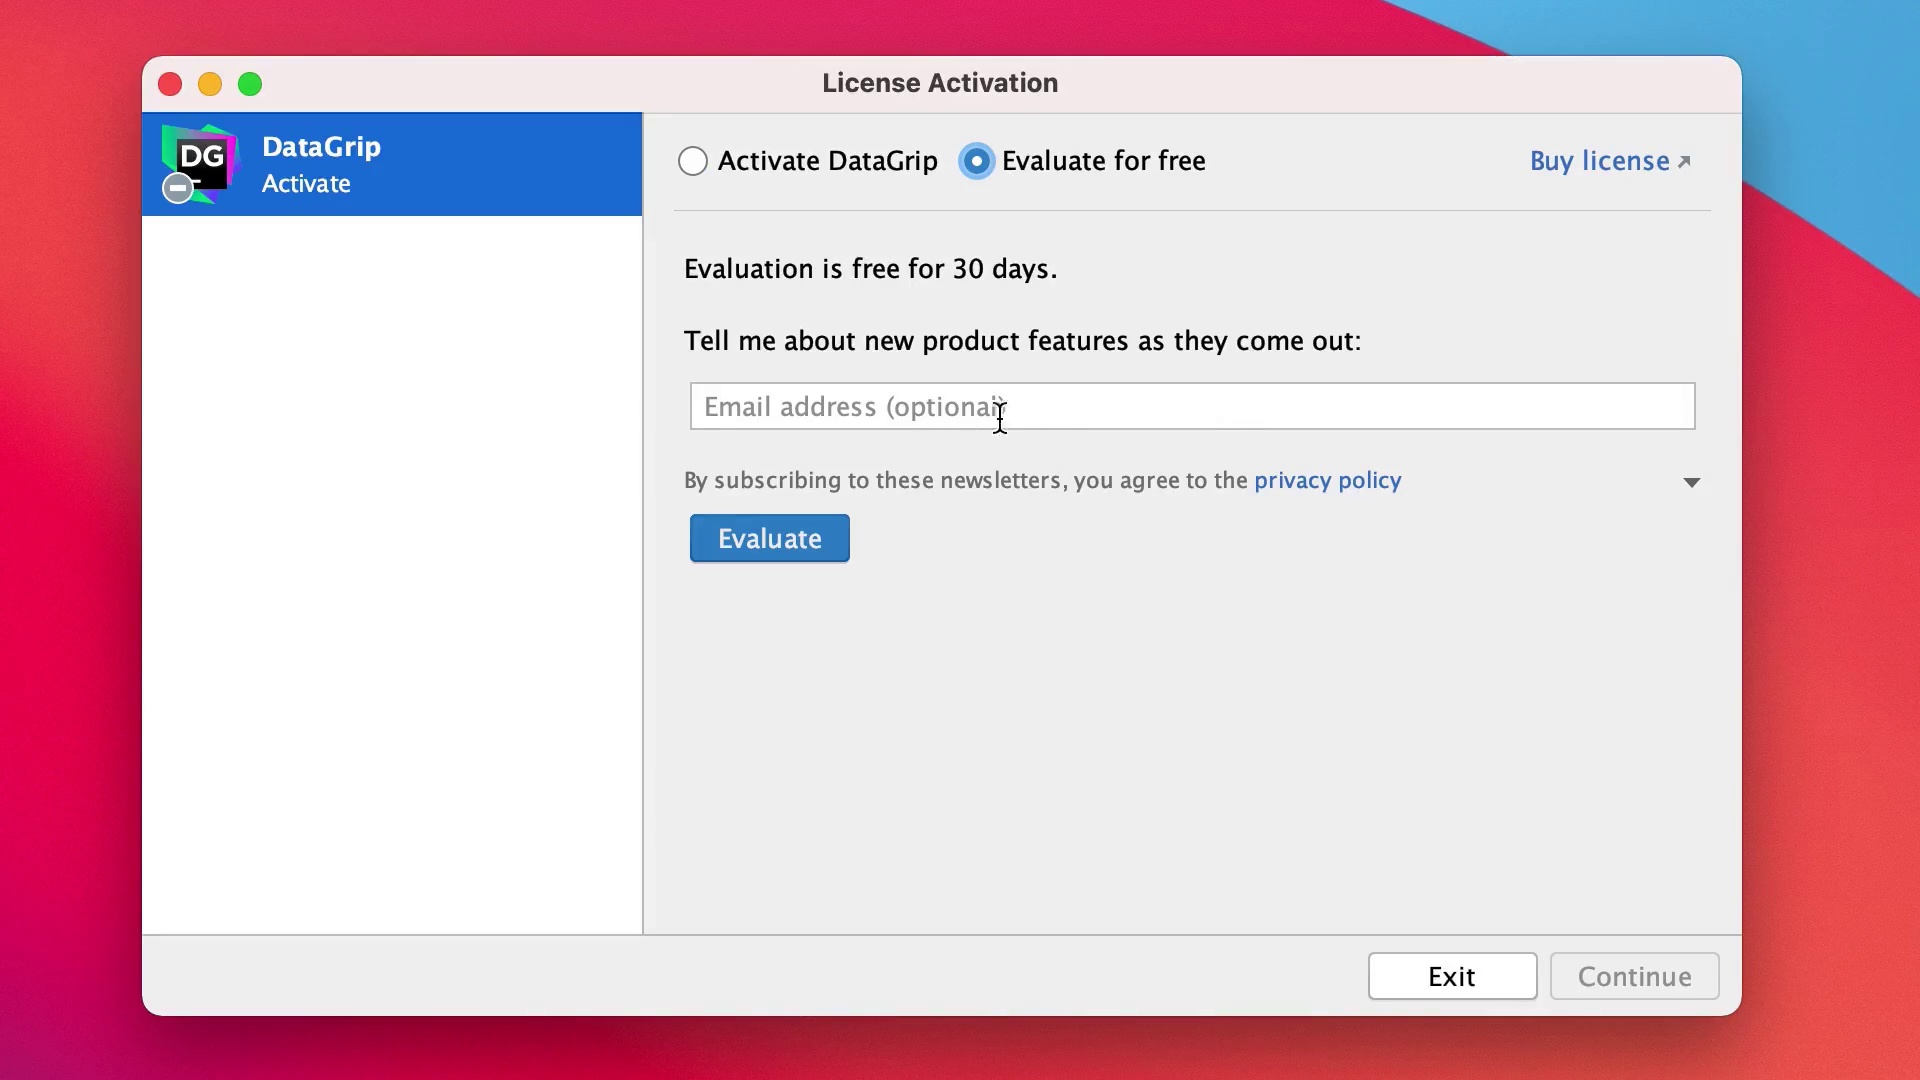 License Activation
DG
DataGrip
Activate
Activate DataGrip
Evaluate for free
Buy license
Evaluation is free for 30 days.
Tell me about new product features as they come out:
Email address (optional)
By subscribing to these newsletters, you agree to the privacy policy
Evaluate
Exit
Continue